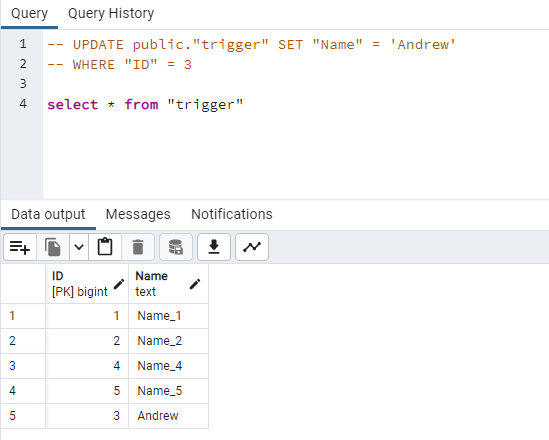 Query Query History
1 -- UPDATE public."trigger" SET "Name" = 'Andrew'
2 -- WHERE "ID" = 3
3
4 select * from "trigger"
Data output Messages Notifications
ID Name
[PK] bigint text
1 1 Name_1
2 2 Name_2
3 4 Name_4
4 5 Name_5
5 3 Andrew